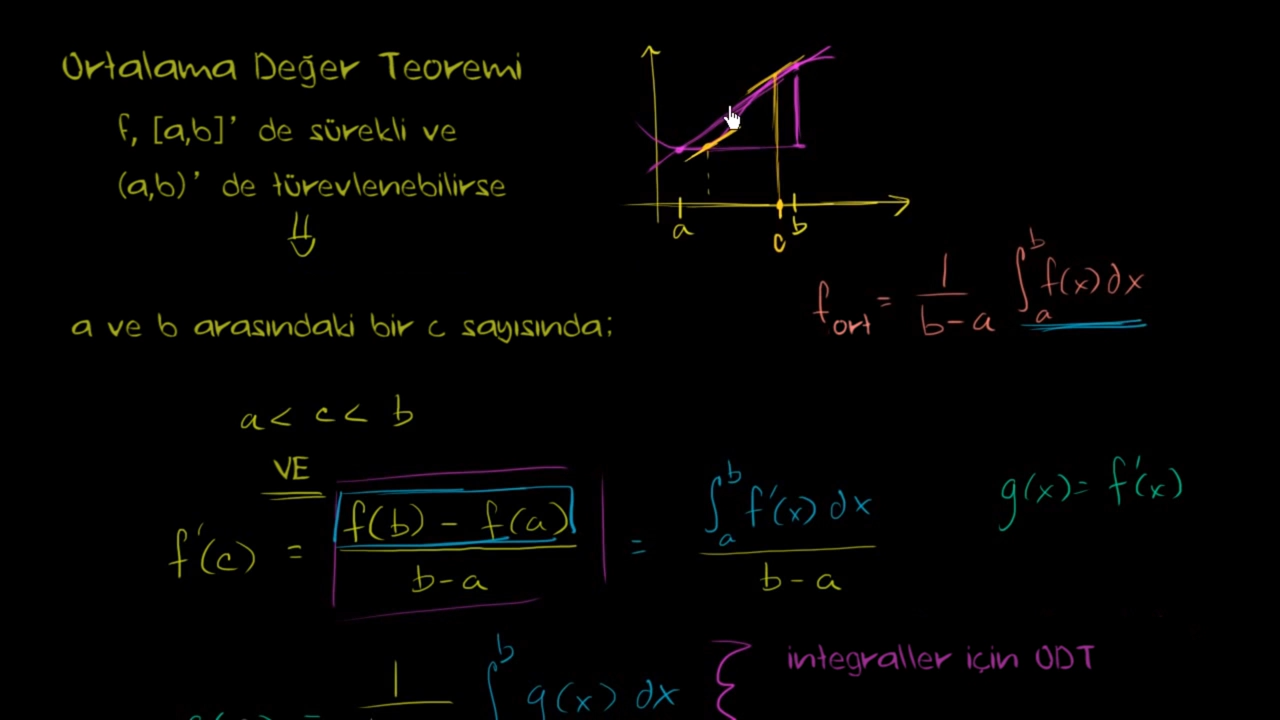 Ortalama Değer Teoremi
f, [a,b]' de sürekli ve
(a,b)' de türevlenebilirse
⇓
a c b
f_ort = 1/(b-a) ∫_a^b f(x) dx
a ve b arasındaki bir c sayısında;
a < c < b
VE
f'(c) = (f(b) - f(a))/(b-a) = (∫_a^b f'(x) dx)/(b-a)
g(x) = f'(x)
1 ∫^b g(x) dx { integraller için ODT